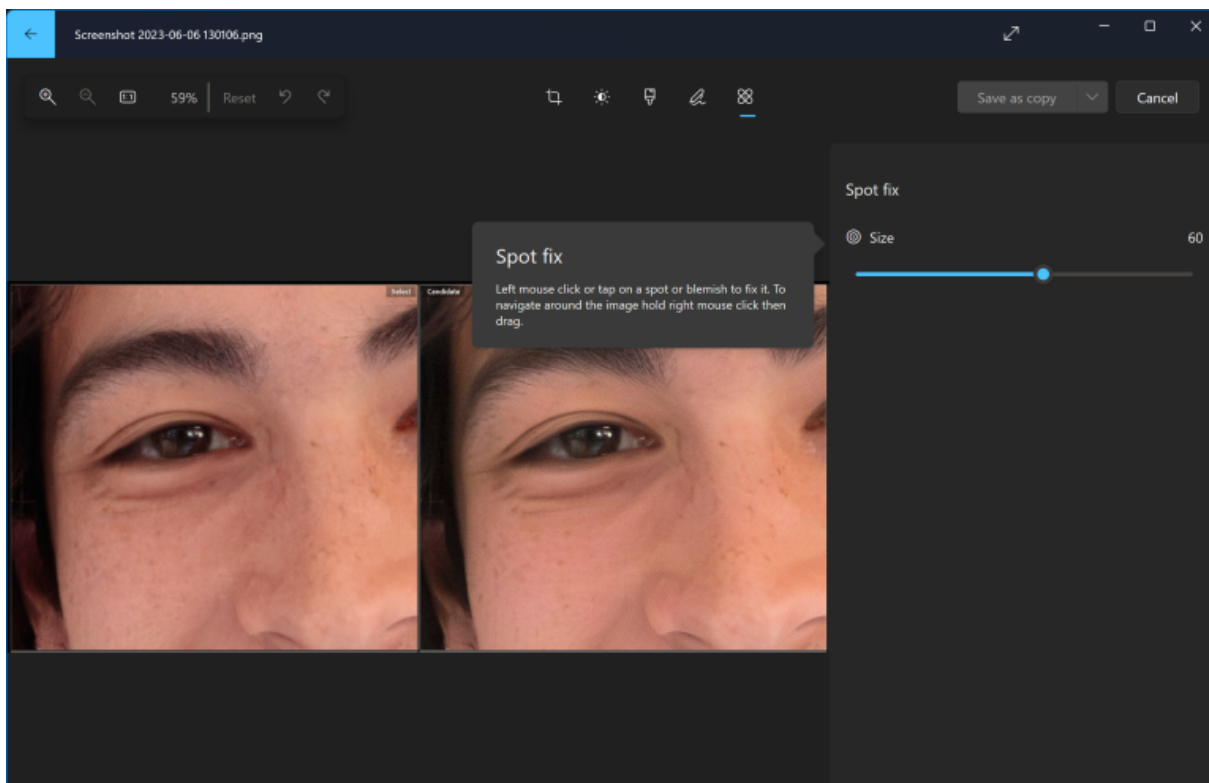 Screenshot 2023-06-06 130106.png
59%
Reset
Save as copy
Cancel
Spot fix
Size
60
Spot fix
Left mouse click or tap on a spot or blemish to fix it. To
navigate around the image hold right mouse click then
drag.
Select
Candidate